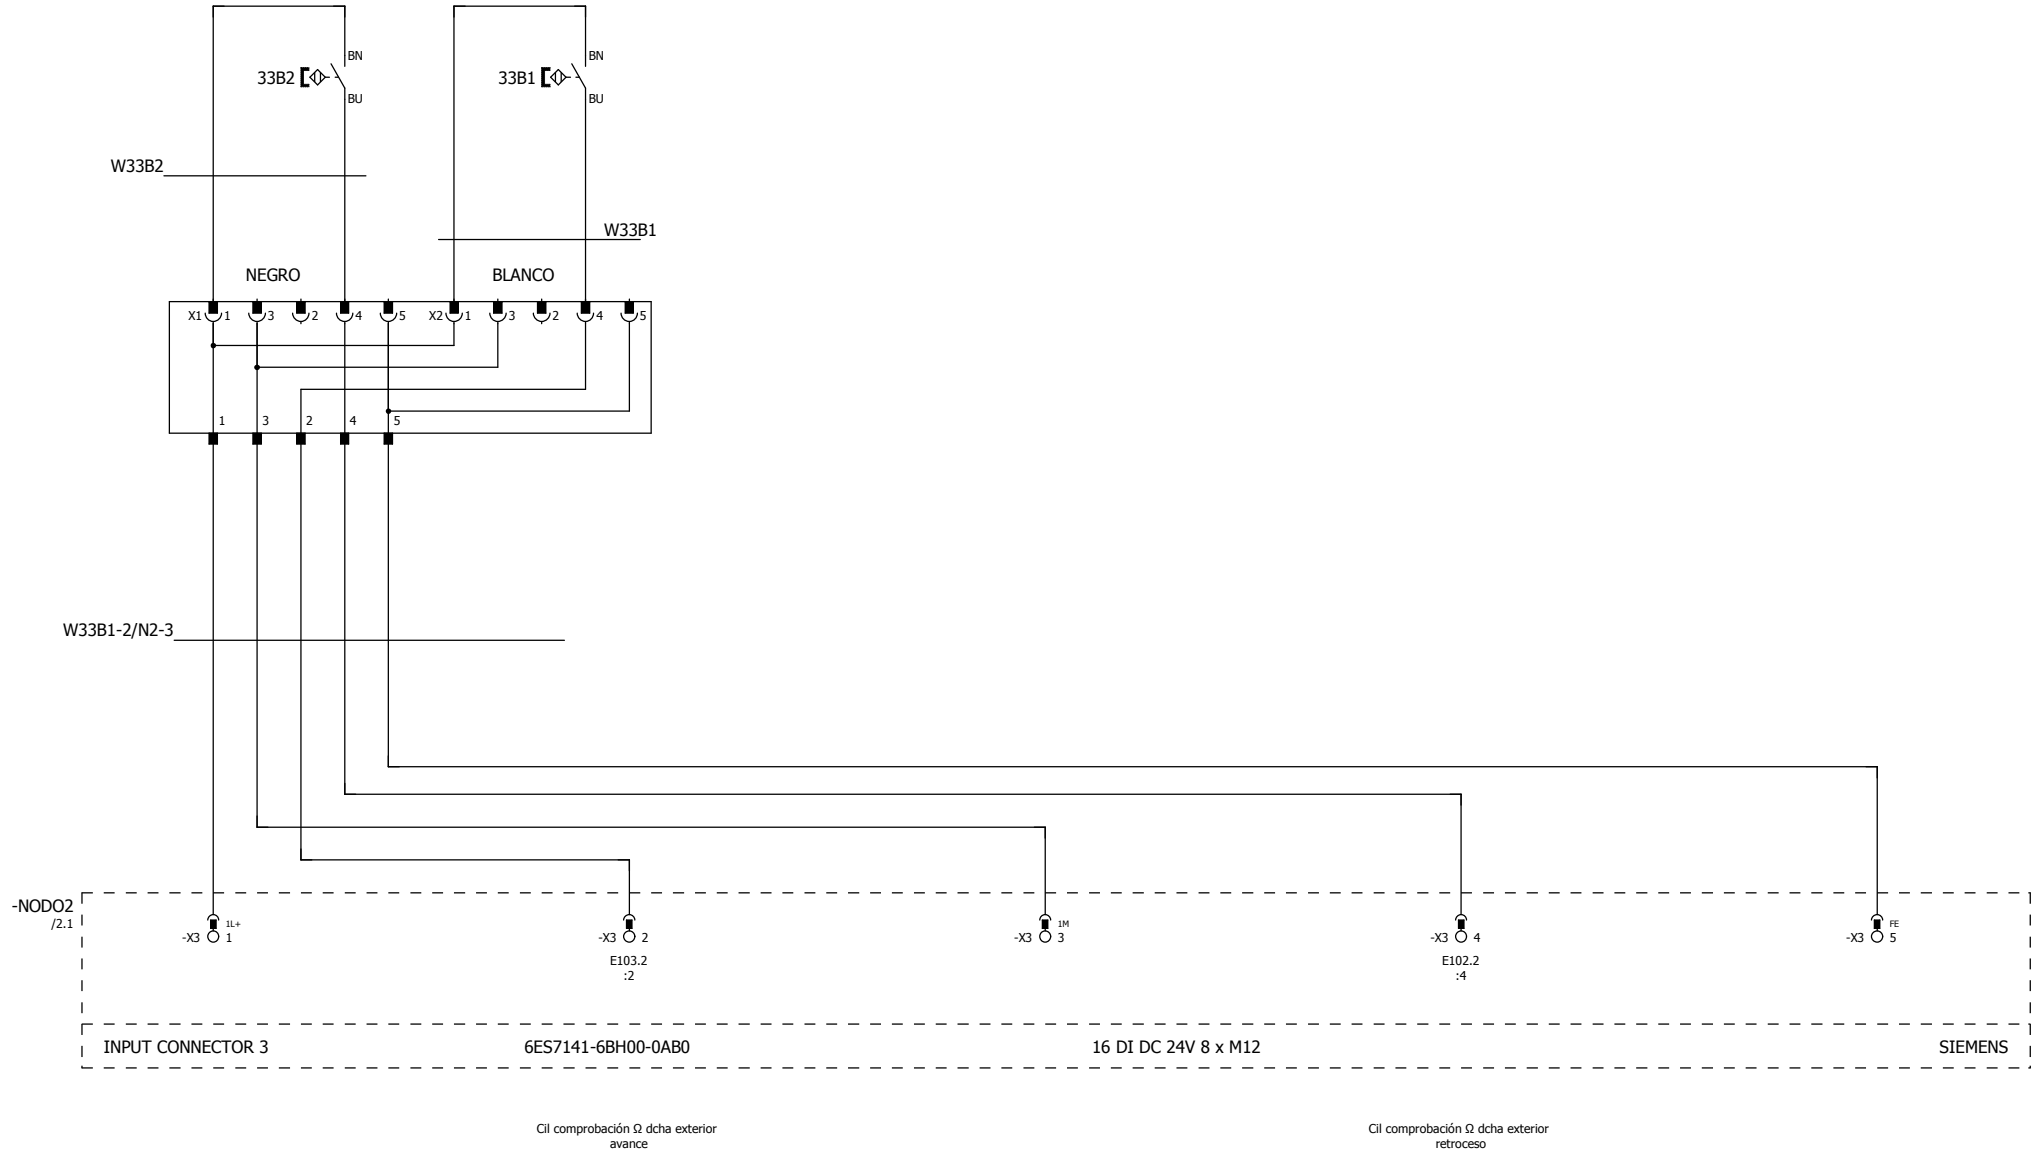 BN
BN
33B2
33B1
BU
BU
W33B2
W33B1
NEGRO
BLANCO
X1 1 3 2 4 5 X2 1 3 2 4 5
1 3 2 4 5
W33B1-2/N2-3
-NODO2
/2.1
1L+
1M
FE
-X3 1
-X3 2
-X3 3
-X3 4
-X3 5
E103.2
:2
E102.2
:4
INPUT CONNECTOR 3
6ES7141-6BH00-0AB0
16 DI DC 24V 8 x M12
SIEMENS
Cil comprobación Ω dcha exterior
avance
Cil comprobación Ω dcha exterior
retroceso